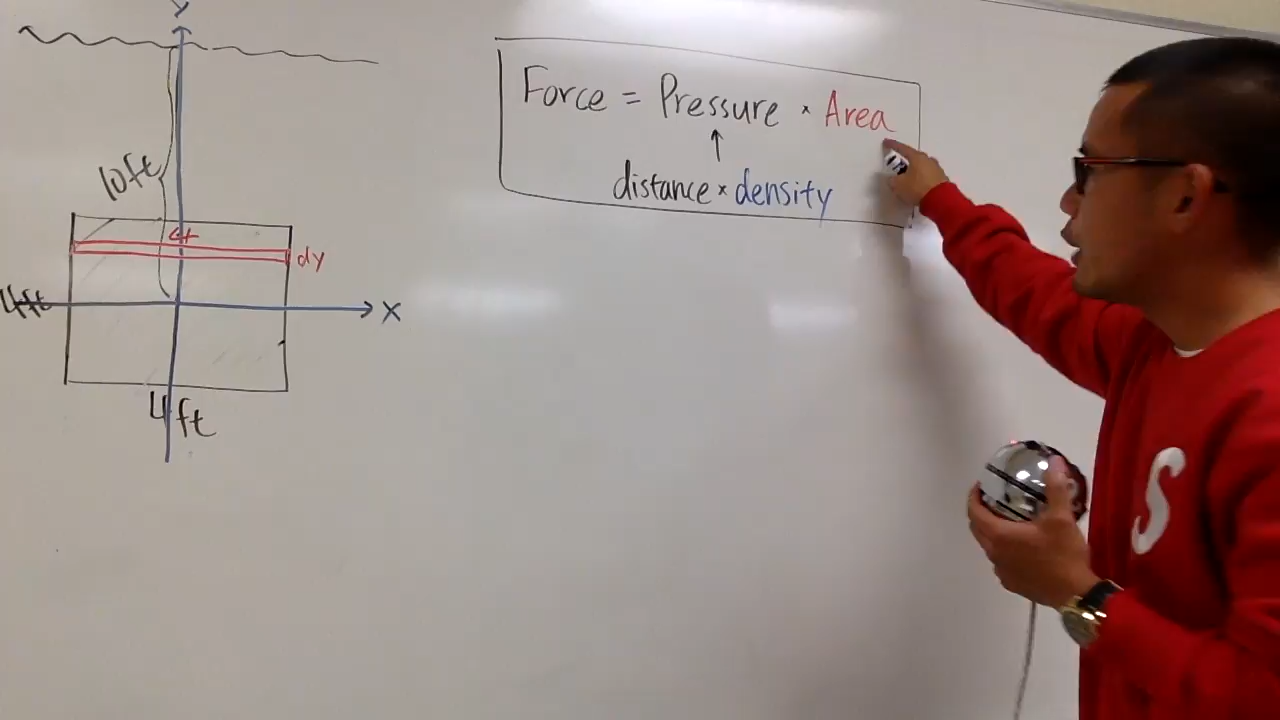 y
10ft
4ft
dy
4ft
x
4ft
Force = Pressure · Area
↑
distance × density
S